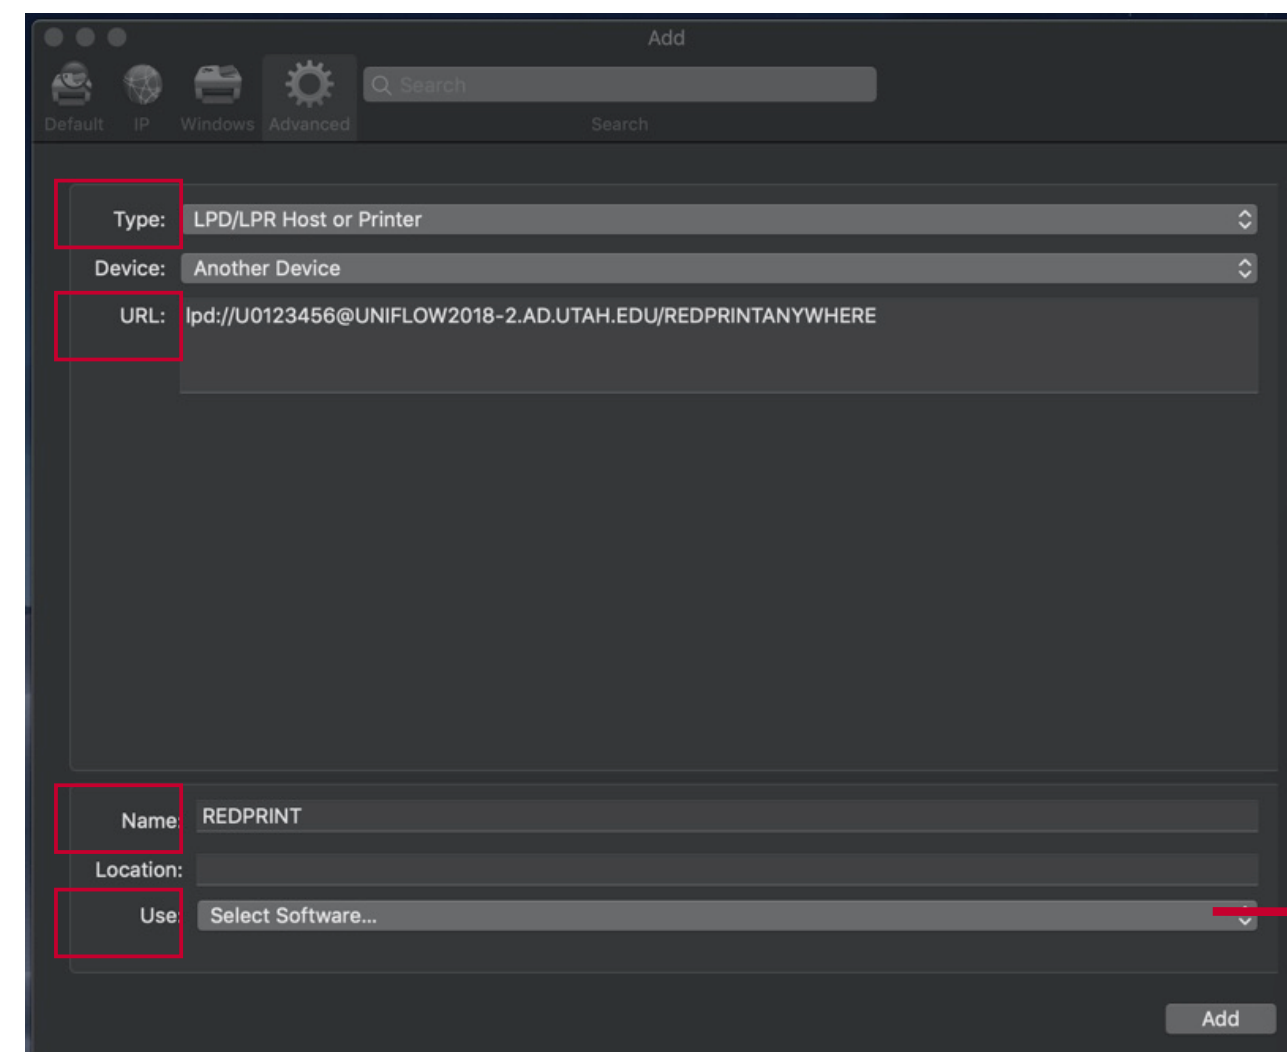 Add
Search
Default IP Windows Advanced Search
Type: LPD/LPR Host or Printer
Device: Another Device
URL: lpd://U0123456@UNIFLOW2018-2.AD.UTAH.EDU/REDPRINTANYWHERE
Name: REDPRINT
Location:
Use: Select Software...
Add